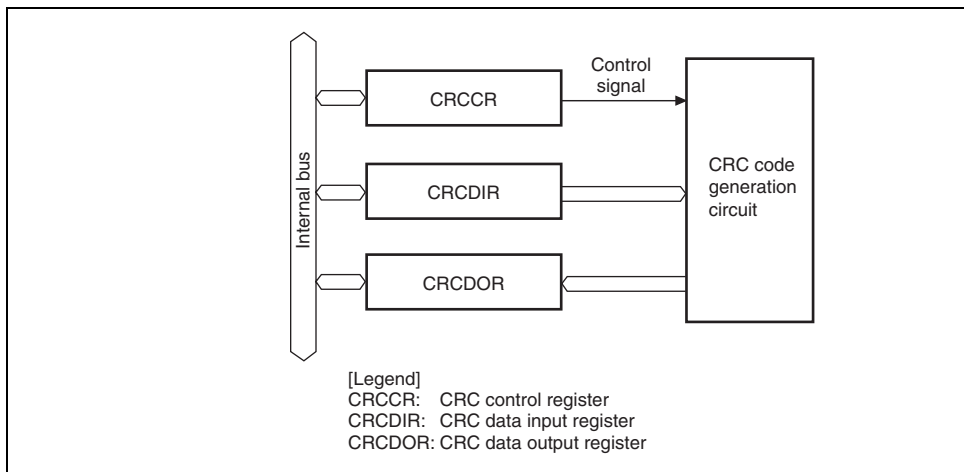 Internal bus
CRCCR
Control
signal
CRCDIR
CRC code
generation
circuit
CRCDOR
[Legend]
CRCCR: CRC control register
CRCDIR: CRC data input register
CRCDOR: CRC data output register